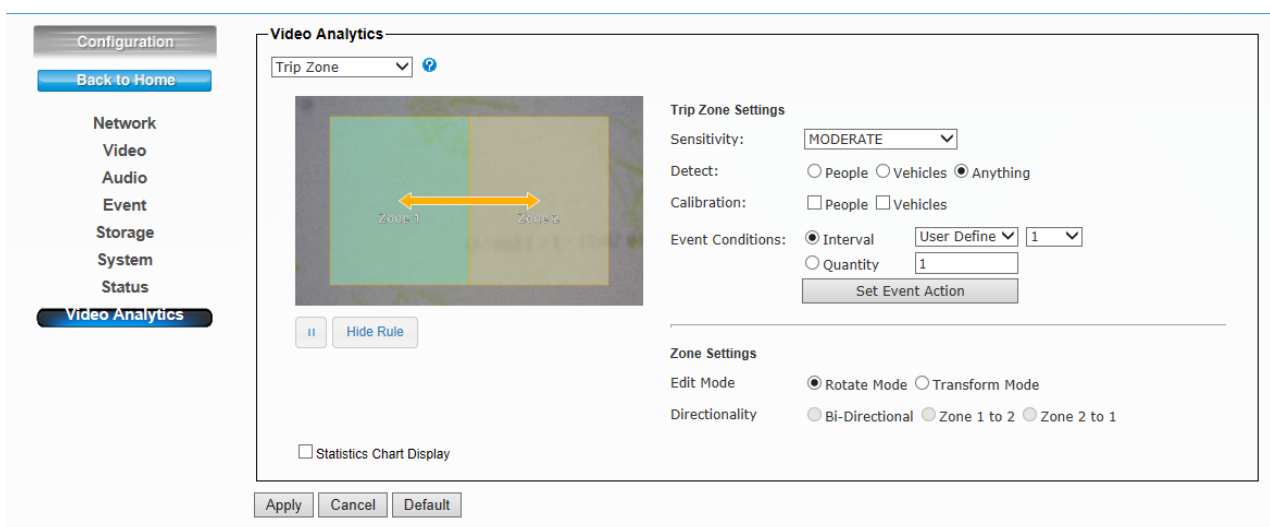 Configuration
Back to Home
Network
Video
Audio
Event
Storage
System
Status
Video Analytics
Video Analytics
Trip Zone
?
Zone 1
Zone 2
Hide Rule
Statistics Chart Display
Trip Zone Settings
Sensitivity: MODERATE
Detect: People Vehicles Anything
Calibration: People Vehicles
Event Conditions: Interval User Define 1
Quantity 1
Set Event Action
Zone Settings
Edit Mode Rotate Mode Transform Mode
Directionality Bi-Directional Zone 1 to 2 Zone 2 to 1
Apply Cancel Default